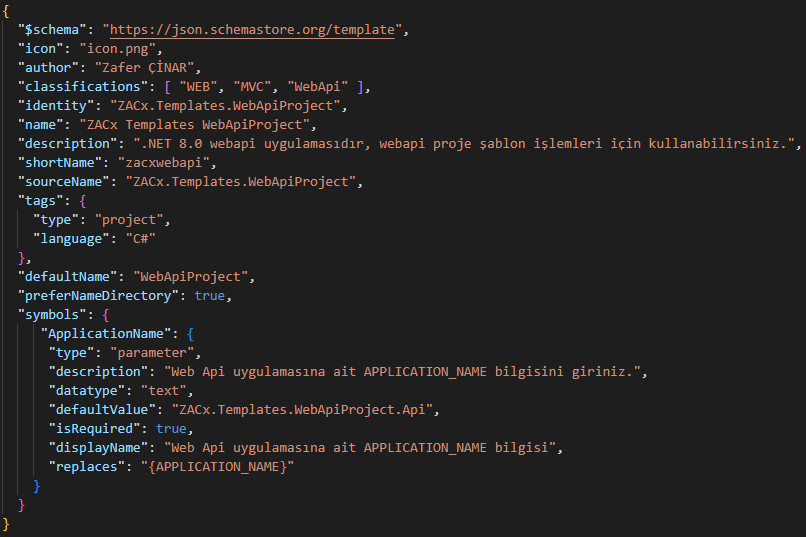 {
"$schema": "https://json.schemastore.org/template",
"icon": "icon.png",
"author": "Zafer ÇİNAR",
"classifications": [ "WEB", "MVC", "WebApi" ],
"identity": "ZACx.Templates.WebApiProject",
"name": "ZACx Templates WebApiProject",
"description": ".NET 8.0 webapi uygulamasıdır, webapi proje şablon işlemleri için kullanabilirsiniz.",
"shortName": "zacxwebapi",
"sourceName": "ZACx.Templates.WebApiProject",
"tags": {
"type": "project",
"language": "C#"
},
"defaultName": "WebApiProject",
"preferNameDirectory": true,
"symbols": {
"ApplicationName": {
"type": "parameter",
"description": "Web Api uygulamasına ait APPLICATION_NAME bilgisini giriniz.",
"datatype": "text",
"defaultValue": "ZACx.Templates.WebApiProject.Api",
"isRequired": true,
"displayName": "Web Api uygulamasına ait APPLICATION_NAME bilgisi",
"replaces": "{APPLICATION_NAME}"
}
}
}